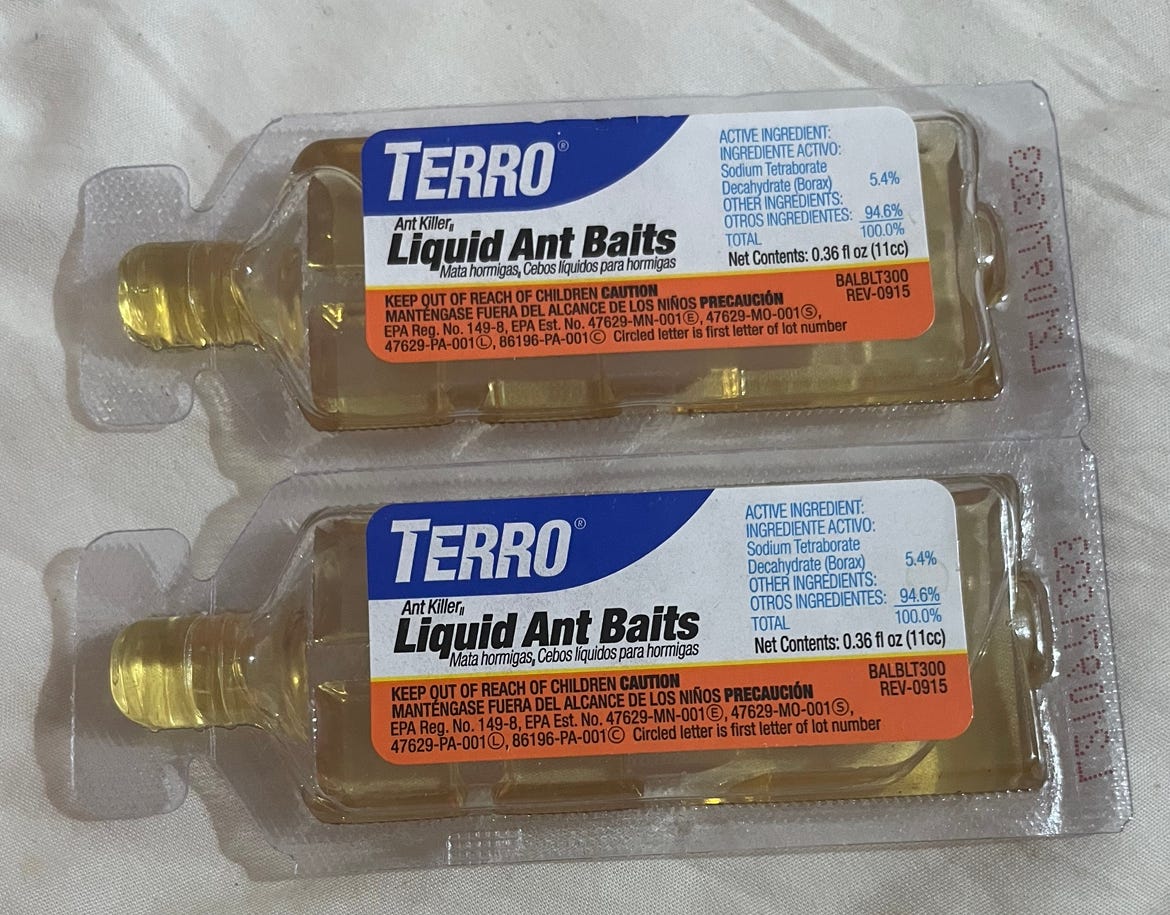 TERRO®
Ant Killer II
Liquid Ant Baits
Mata hormigas II Cebos líquidos para hormigas
ACTIVE INGREDIENT:
INGREDIENTE ACTIVO:
Sodium Tetraborate
Decahydrate (Borax) 5.4%
OTHER INGREDIENTS:
OTROS INGREDIENTES: 94.6%
TOTAL 100.0%
Net Contents: 0.36 fl oz (11cc)
KEEP OUT OF REACH OF CHILDREN CAUTION
MANTÉNGASE FUERA DEL ALCANCE DE LOS NIÑOS PRECAUCIÓN
EPA Reg. No. 149-8, EPA Est. No. 47629-MN-001Ⓔ, 47629-MO-001Ⓢ,
47629-PA-001Ⓛ, 86196-PA-001Ⓒ Circled letter is first letter of lot number
BALBLT300
REV-0915
TERRO®
Ant Killer II
Liquid Ant Baits
Mata hormigas II Cebos líquidos para hormigas
ACTIVE INGREDIENT:
INGREDIENTE ACTIVO:
Sodium Tetraborate
Decahydrate (Borax) 5.4%
OTHER INGREDIENTS:
OTROS INGREDIENTES: 94.6%
TOTAL 100.0%
Net Contents: 0.36 fl oz (11cc)
KEEP OUT OF REACH OF CHILDREN CAUTION
MANTÉNGASE FUERA DEL ALCANCE DE LOS NIÑOS PRECAUCIÓN
EPA Reg. No. 149-8, EPA Est. No. 47629-MN-001Ⓔ, 47629-MO-001Ⓢ,
47629-PA-001Ⓛ, 86196-PA-001Ⓒ Circled letter is first letter of lot number
BALBLT300
REV-0915